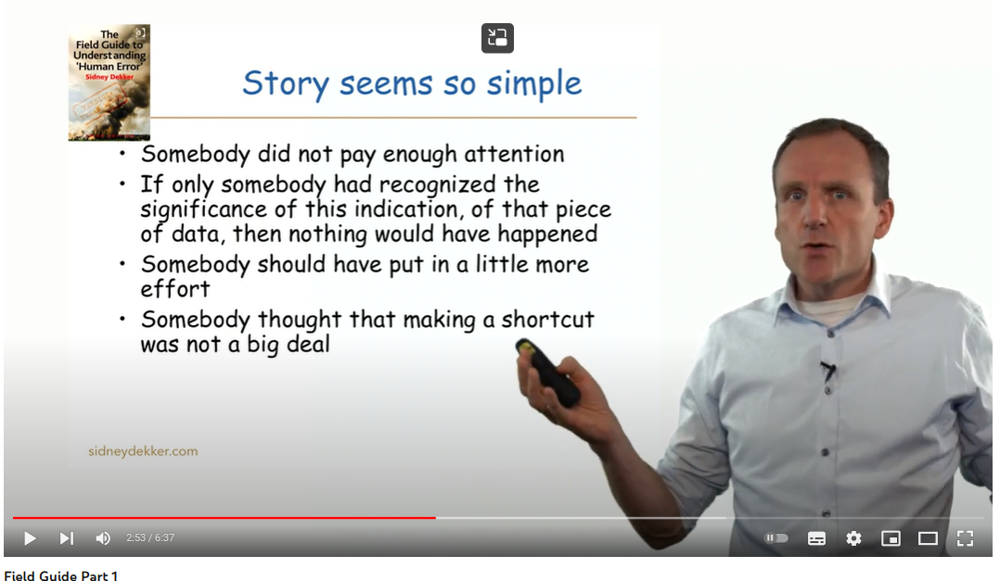 The
Field Guide to
Understanding
'Human Error'
Sidney Dekker
Story seems so simple
• Somebody did not pay enough attention
• If only somebody had recognized the
significance of this indication, of that piece
of data, then nothing would have happened
• Somebody should have put in a little more
effort
• Somebody thought that making a shortcut
was not a big deal
sidneydekker.com
2:53 / 6:37
Field Guide Part 1